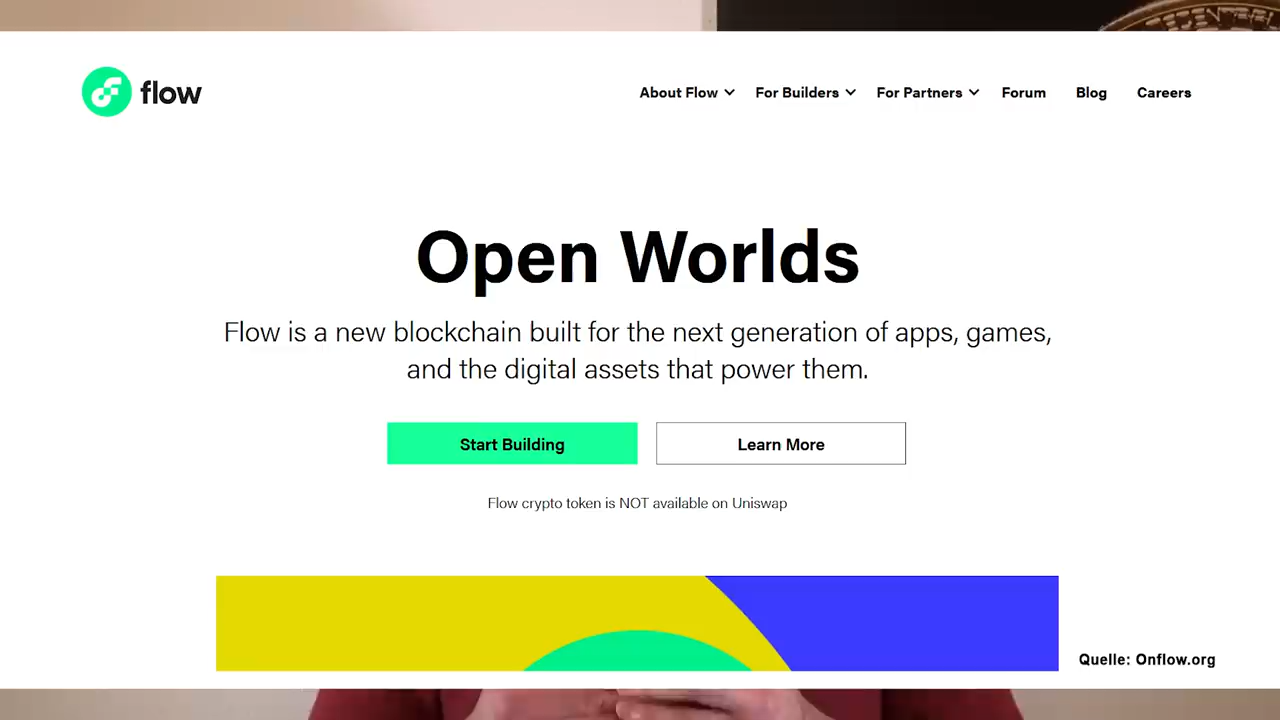 flow
About Flow
For Builders
For Partners
Forum
Blog
Careers
Open Worlds
Flow is a new blockchain built for the next generation of apps, games,
and the digital assets that power them.
Start Building
Learn More
Flow crypto token is NOT available on Uniswap
Quelle: Onflow.org